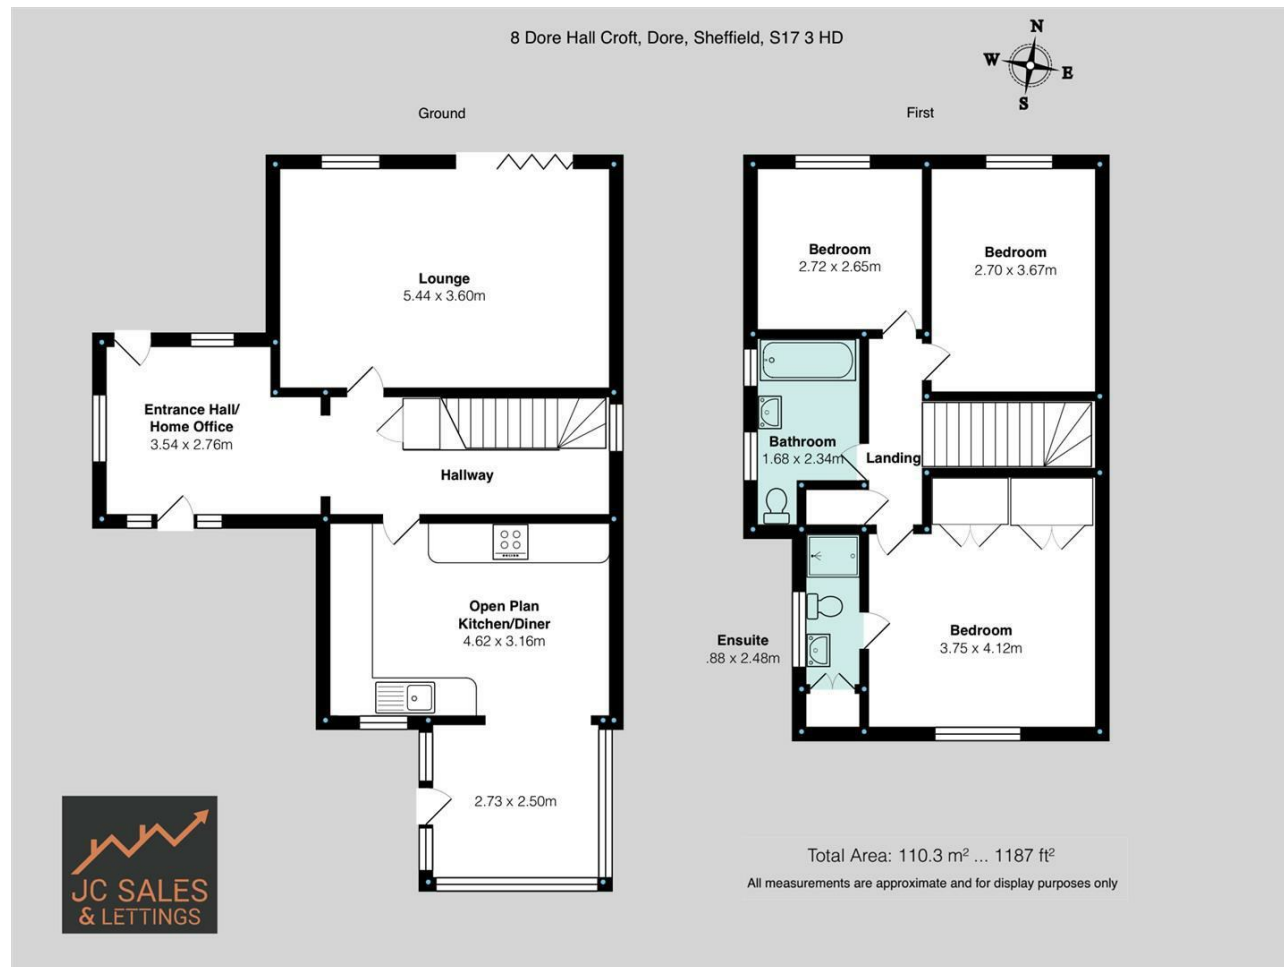 8 Dore Hall Croft, Dore, Sheffield, S17 3 HD
N
W
E
S
Ground
First
Lounge
5.44 x 3.60m
Entrance Hall/
Home Office
3.54 x 2.76m
Hallway
Open Plan
Kitchen/Diner
4.62 x 3.16m
2.73 x 2.50m
Bedroom
2.72 x 2.65m
Bedroom
2.70 x 3.67m
Bathroom
1.68 x 2.34m
Landing
Ensuite
.88 x 2.48m
Bedroom
3.75 x 4.12m
JC SALES
& LETTINGS
Total Area: 110.3 m² ... 1187 ft²
All measurements are approximate and for display purposes only